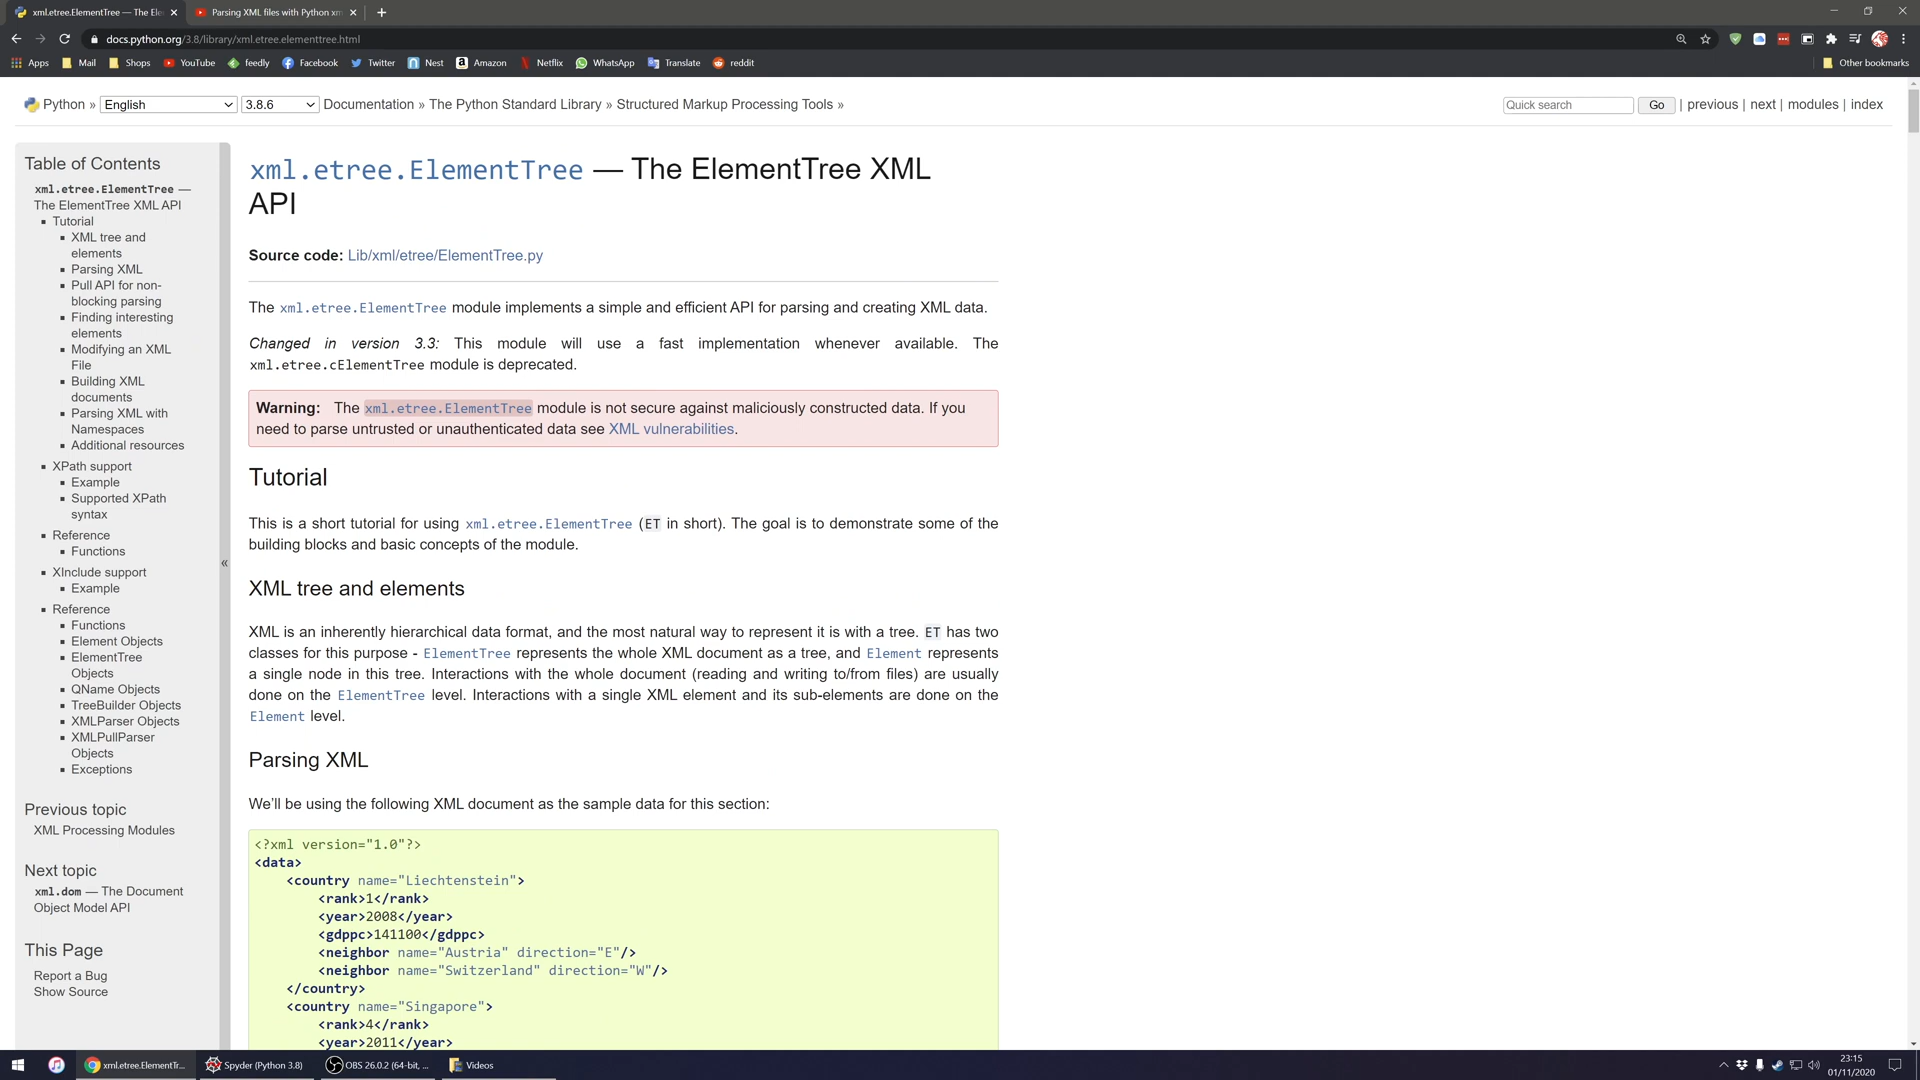 xml.etree.ElementTree — The Ele
Parsing XML files with Python xm
docs.python.org/3.8/library/xml.etree.elementtree.html
Apps Mail Shops YouTube feedly Facebook Twitter Nest Amazon Netflix WhatsApp Translate reddit Other bookmarks
Python » English 3.8.6 Documentation » The Python Standard Library » Structured Markup Processing Tools » Quick search Go | previous | next | modules | index
Table of Contents
xml.etree.ElementTree —
The ElementTree XML API
Tutorial
XML tree and
elements
Parsing XML
Pull API for non-
blocking parsing
Finding interesting
elements
Modifying an XML
File
Building XML
documents
Parsing XML with
Namespaces
Additional resources
XPath support
Example
Supported XPath
syntax
Reference
Functions
XInclude support
Example
Reference
Functions
Element Objects
ElementTree
Objects
QName Objects
TreeBuilder Objects
XMLParser Objects
XMLPullParser
Objects
Exceptions
Previous topic
XML Processing Modules
Next topic
xml.dom — The Document
Object Model API
This Page
Report a Bug
Show Source
«
xml.etree.ElementTree — The ElementTree XML
API
Source code: Lib/xml/etree/ElementTree.py
The xml.etree.ElementTree module implements a simple and efficient API for parsing and creating XML data.
Changed in version 3.3: This module will use a fast implementation whenever available. The
xml.etree.cElementTree module is deprecated.
Warning: The xml.etree.ElementTree module is not secure against maliciously constructed data. If you
need to parse untrusted or unauthenticated data see XML vulnerabilities.
Tutorial
This is a short tutorial for using xml.etree.ElementTree (ET in short). The goal is to demonstrate some of the
building blocks and basic concepts of the module.
XML tree and elements
XML is an inherently hierarchical data format, and the most natural way to represent it is with a tree. ET has two
classes for this purpose - ElementTree represents the whole XML document as a tree, and Element represents
a single node in this tree. Interactions with the whole document (reading and writing to/from files) are usually
done on the ElementTree level. Interactions with a single XML element and its sub-elements are done on the
Element level.
Parsing XML
We'll be using the following XML document as the sample data for this section:
<?xml version="1.0"?>
<data>
<country name="Liechtenstein">
<rank>1</rank>
<year>2008</year>
<gdppc>141100</gdppc>
<neighbor name="Austria" direction="E"/>
<neighbor name="Switzerland" direction="W"/>
</country>
<country name="Singapore">
<rank>4</rank>
<year>2011</year>
xml.etree.ElementTr... Spyder (Python 3.8) OBS 26.0.2 (64-bit, ... Videos
23:15
01/11/2020